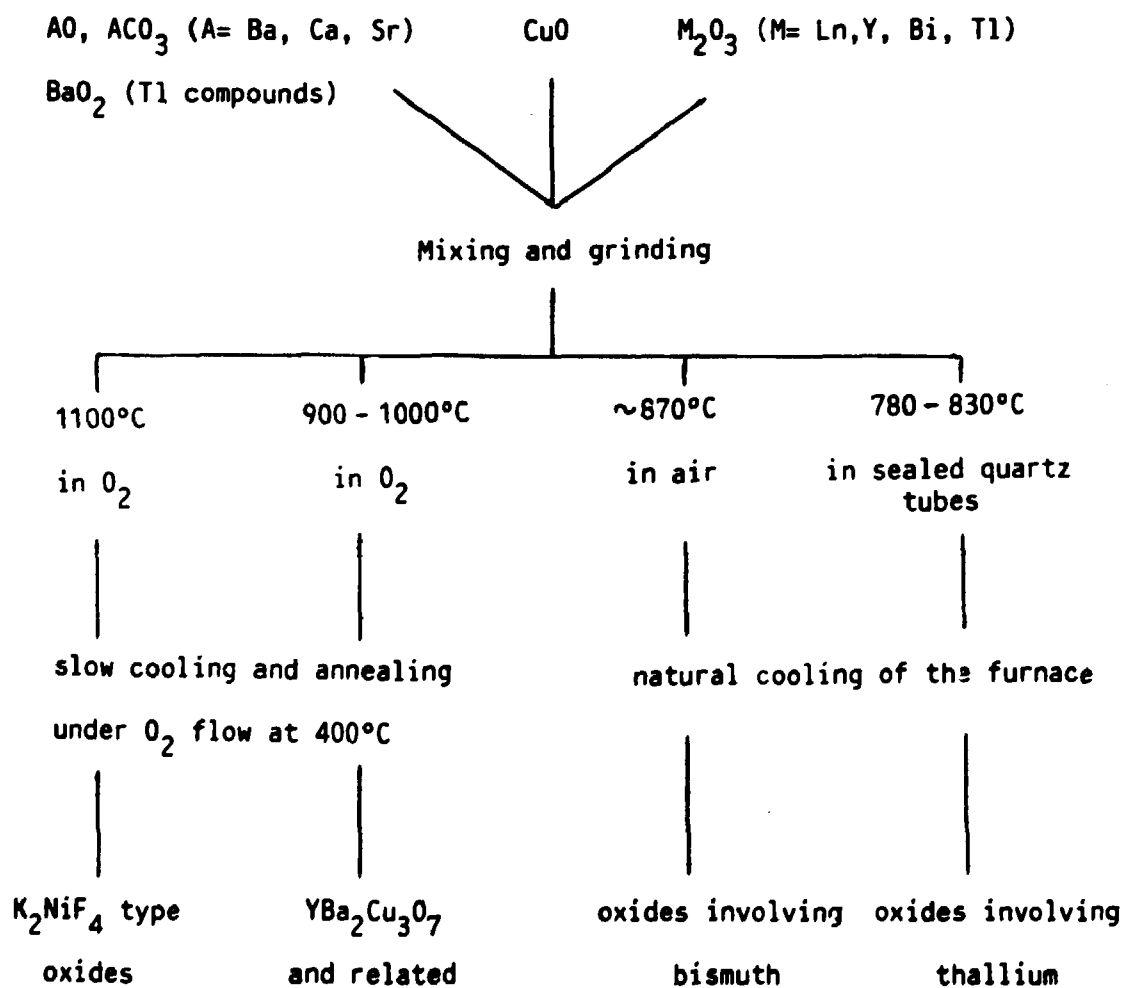 AO, ACO3 (A= Ba, Ca, Sr) CuO M2O3 (M= Ln,Y, Bi, Tl)
BaO2 (Tl compounds)
Mixing and grinding
1100°C 900 - 1000°C ~870°C 780 - 830°C
in O2 in O2 in air in sealed quartz
tubes
slow cooling and annealing natural cooling of the furnace
under O2 flow at 400°C
K2NiF4 type YBa2Cu3O7 oxides involving oxides involving
oxides and related bismuth thallium